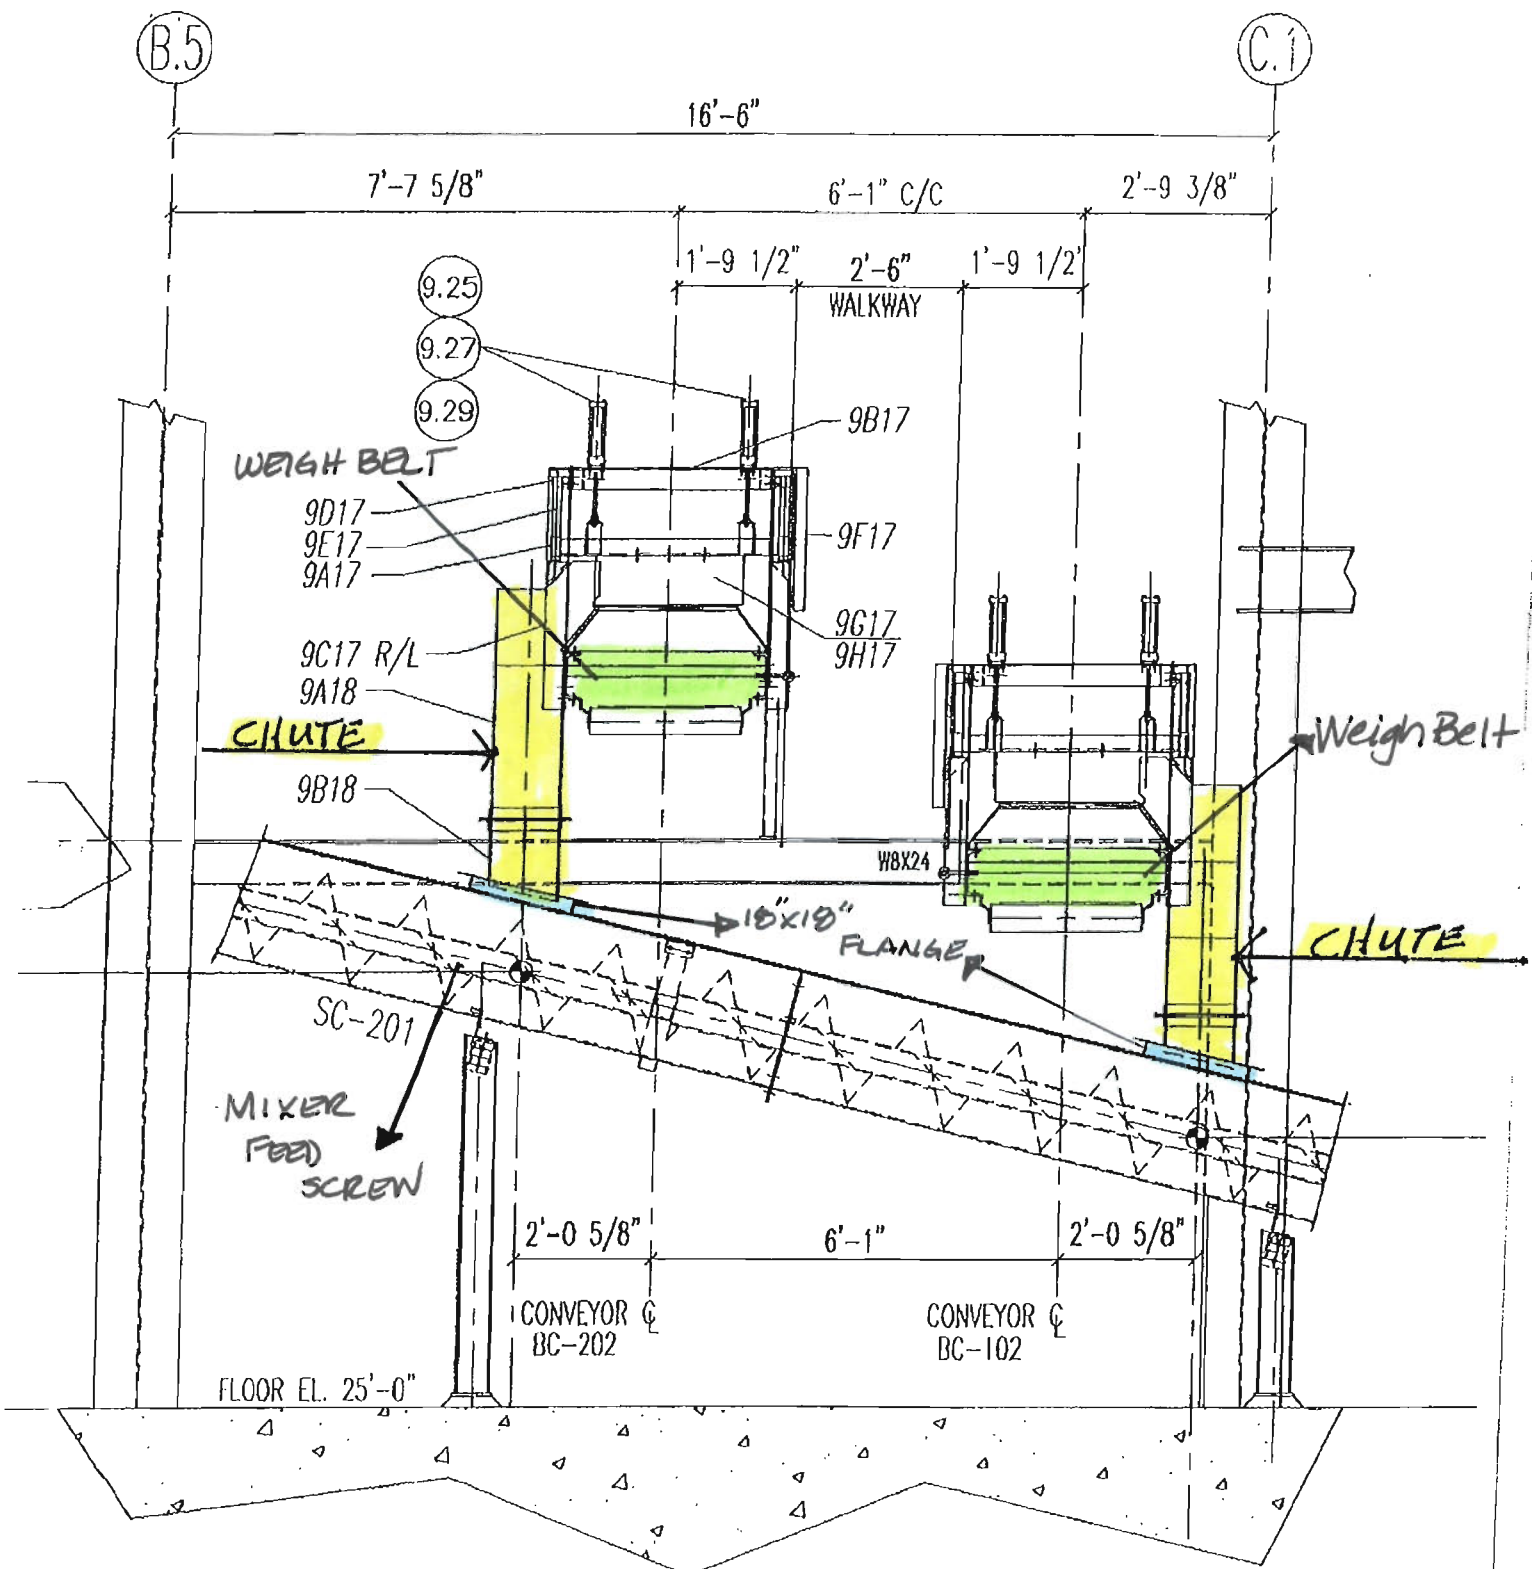 B.5
C.1
16'-6"
7'-7 5/8"
6'-1" C/C
2'-9 3/8"
1'-9 1/2"
2'-6"
WALKWAY
1'-9 1/2'
9.25
9.27
9.29
9B17
WEIGH BELT
9D17
9E17
9A17
9F17
9C17 R/L
9A18
9G17
9H17
CHUTE
Weigh Belt
9B18
W8X24
18"x18"
FLANGE
CHUTE
SC-201
MIXER
FEED
SCREW
2'-0 5/8"
6'-1"
2'-0 5/8"
CONVEYOR ℄
BC-202
CONVEYOR ℄
BC-102
FLOOR EL. 25'-0"